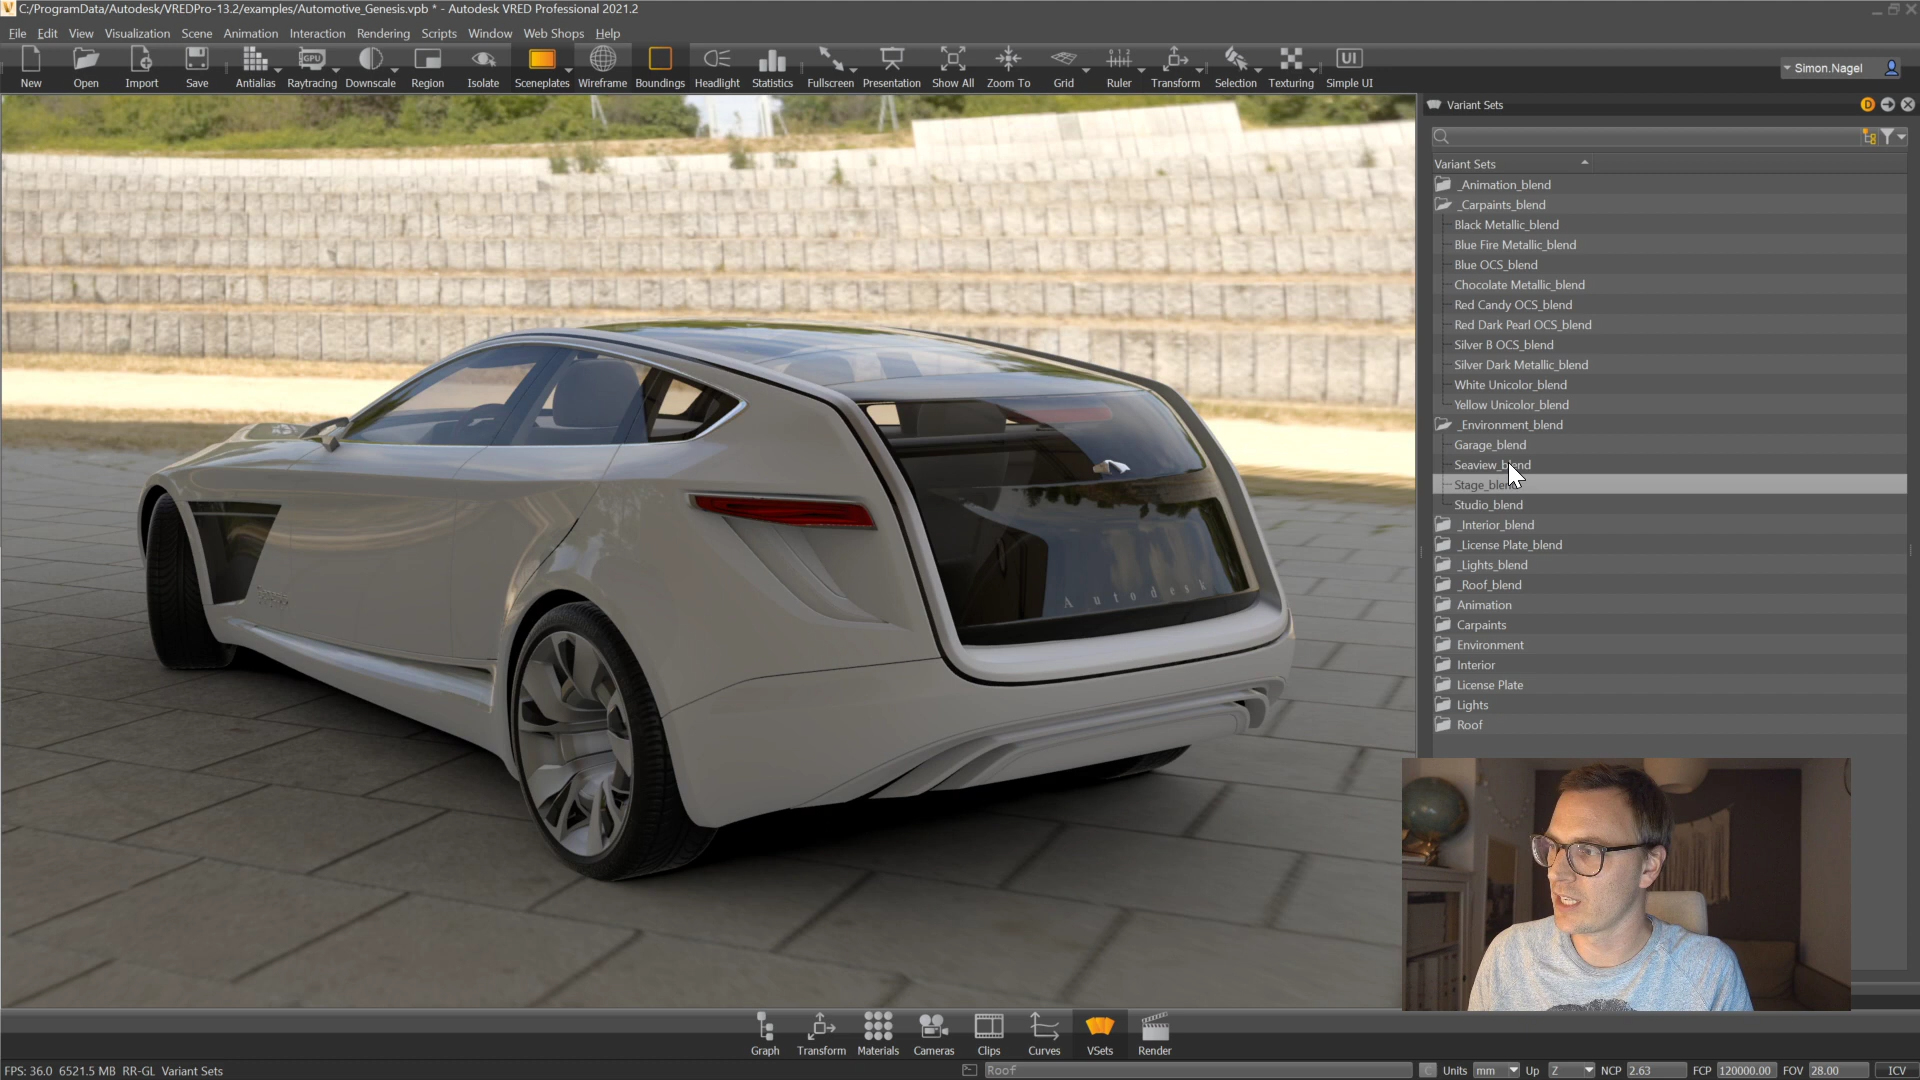 C:/ProgramData/Autodesk/VREDPro-13.2/examples/Automotive_Genesis.vpb * - Autodesk VRED Professional 2021.2
File Edit View Visualization Scene Animation Interaction Rendering Scripts Window Web Shops Help
New Open Import Save Antialias Raytracing Downscale Region Isolate Sceneplates Wireframe Boundings Headlight Statistics Fullscreen Presentation Show All Zoom To Grid Ruler Transform Selection Texturing Simple UI
GPU
UI
Simon.Nagel
Variant Sets
D
Variant Sets
_Animation_blend
_Carpaints_blend
Black Metallic_blend
Blue Fire Metallic_blend
Blue OCS_blend
Chocolate Metallic_blend
Red Candy OCS_blend
Red Dark Pearl OCS_blend
Silver B OCS_blend
Silver Dark Metallic_blend
White Unicolor_blend
Yellow Unicolor_blend
_Environment_blend
Garage_blend
Seaview_blend
Stage_blend
Studio_blend
_Interior_blend
_License Plate_blend
_Lights_blend
_Roof_blend
Animation
Carpaints
Environment
Interior
License Plate
Lights
Roof
Autodesk
Graph Transform Materials Cameras Clips Curves VSets Render
FPS: 36.0 6521.5 MB RR-GL Variant Sets
Roof
C Units mm Up Z NCP 2.63 FCP 120000.00 FOV 28.00 ICV